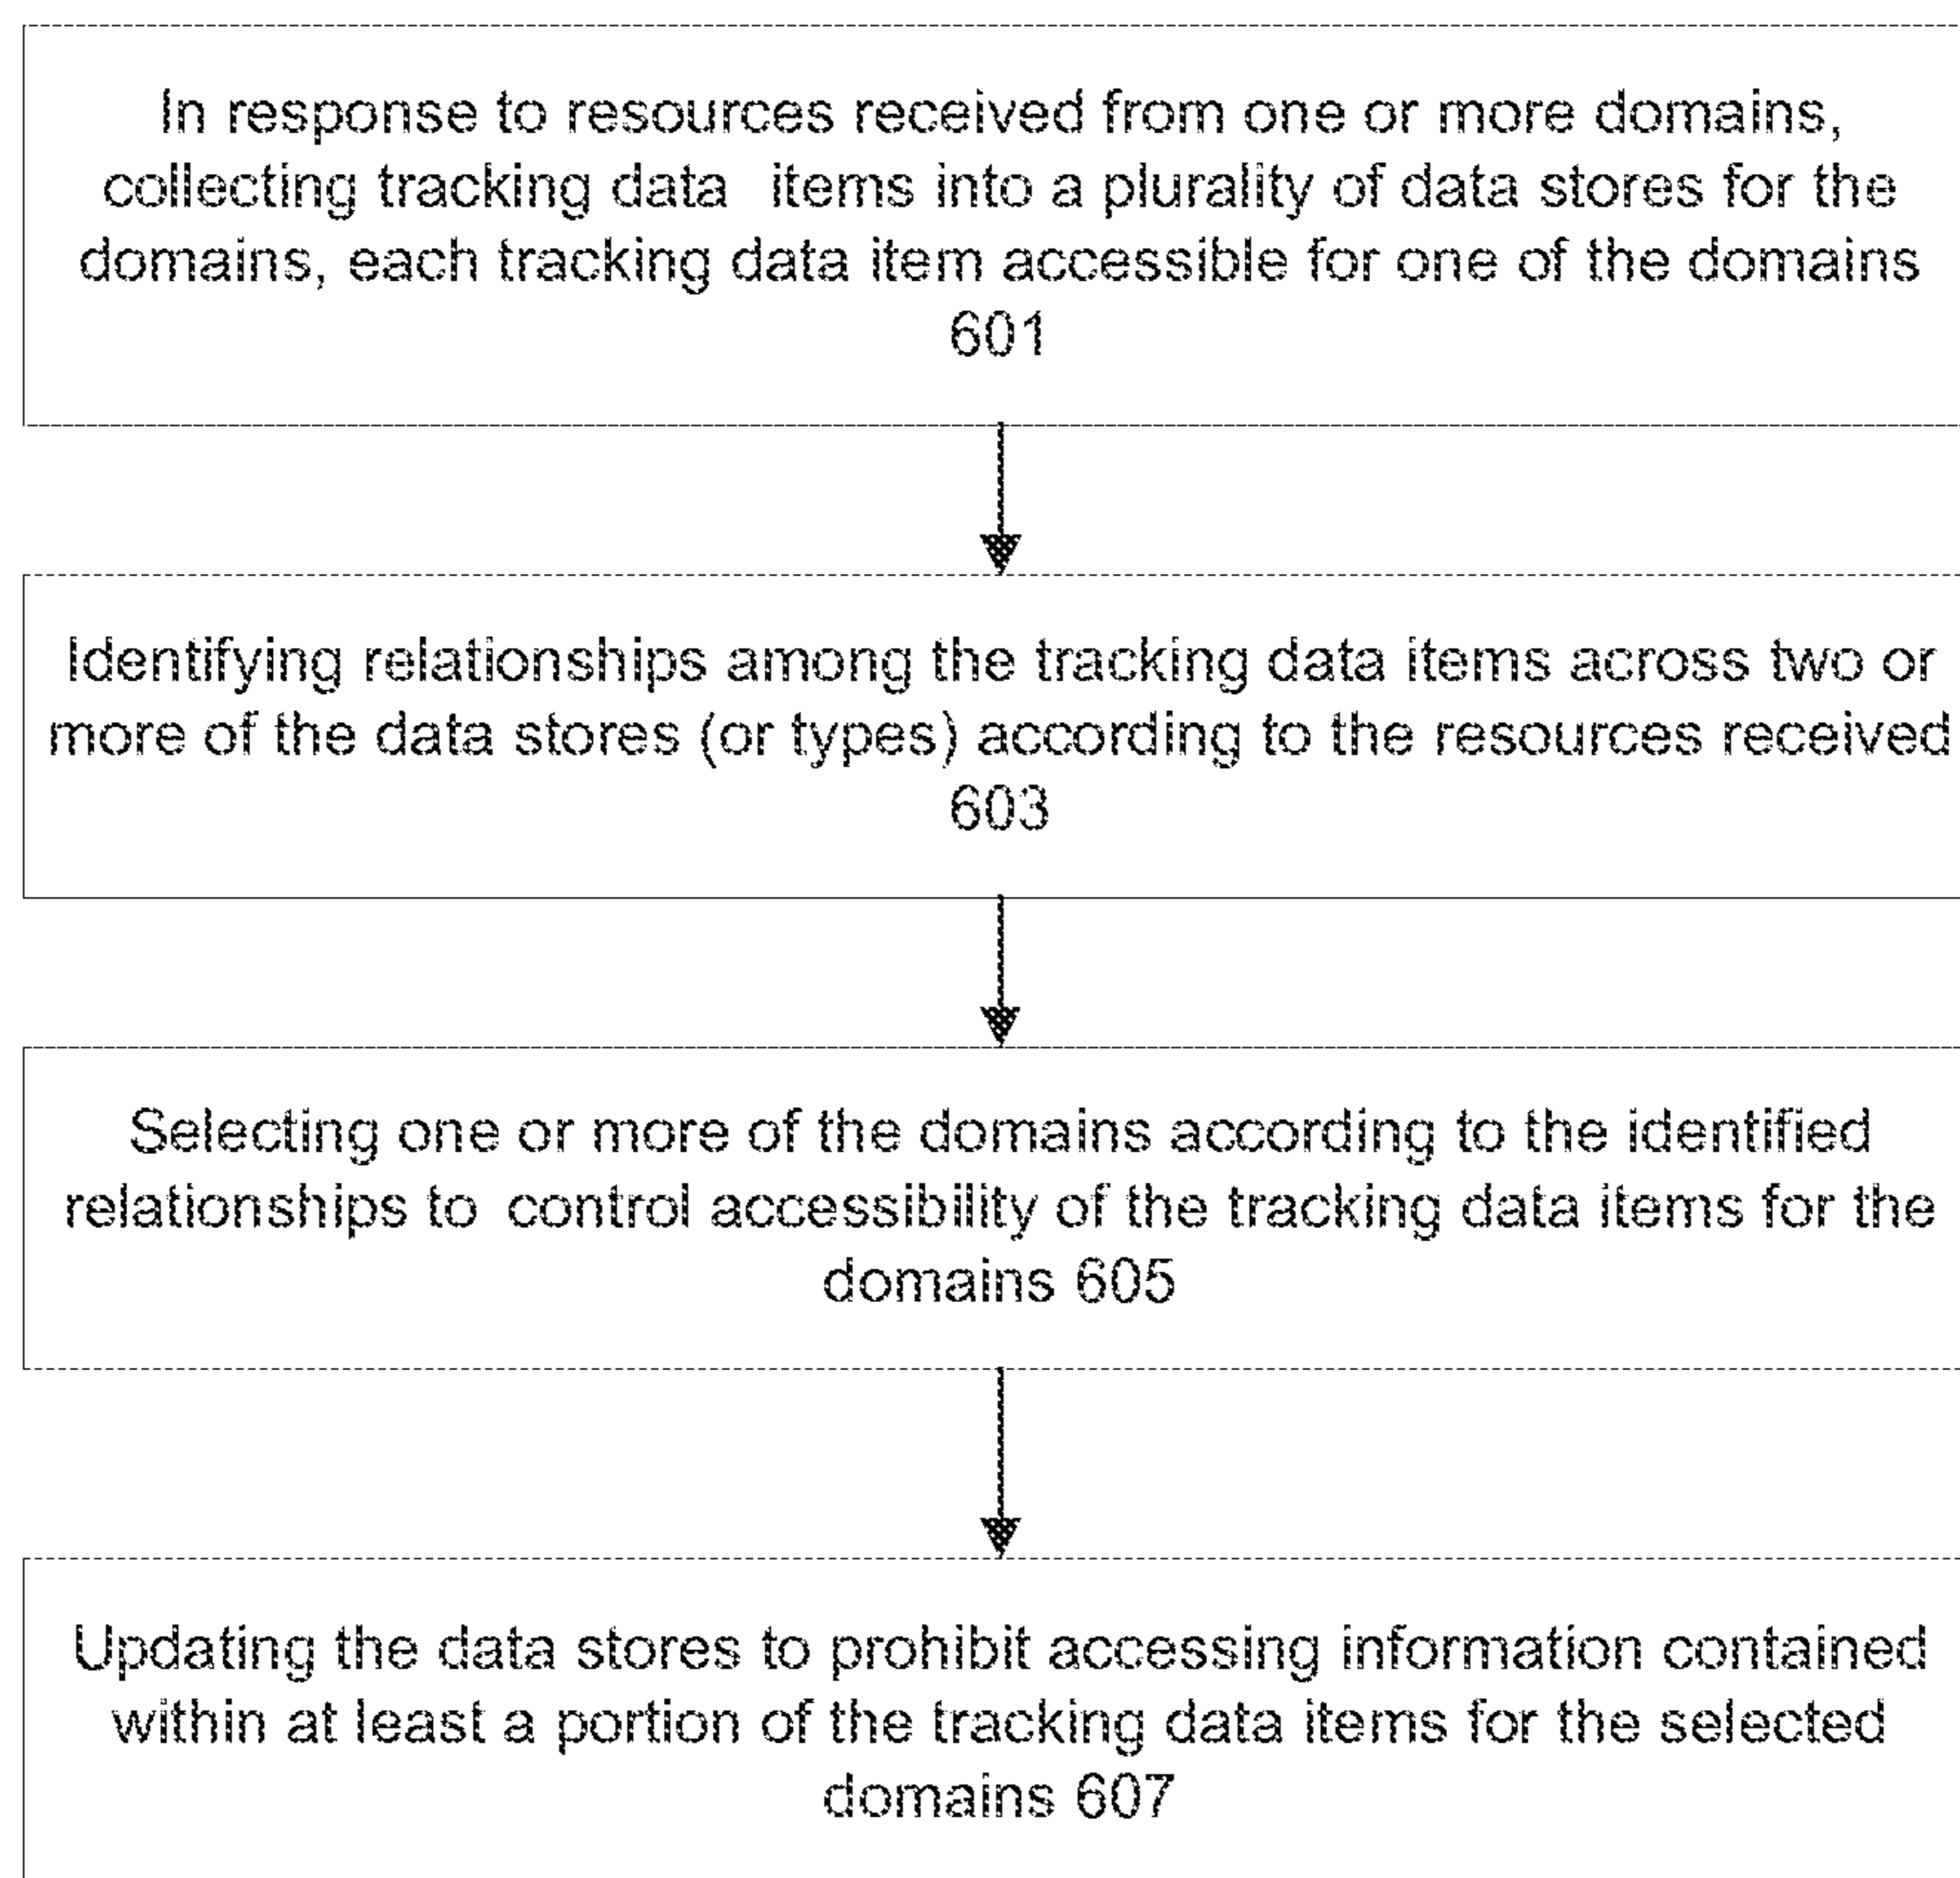 In response to resources received from one or more domains,
collecting tracking data items into a plurality of data stores for the
domains, each tracking data item accessible for one of the domains
601
Identifying relationships among the tracking data items across two or
more of the data stores (or types) according to the resources received
603
Selecting one or more of the domains according to the identified
relationships to control accessibility of the tracking data items for the
domains 605
Updating the data stores to prohibit accessing information contained
within at least a portion of the tracking data items for the selected
domains 607